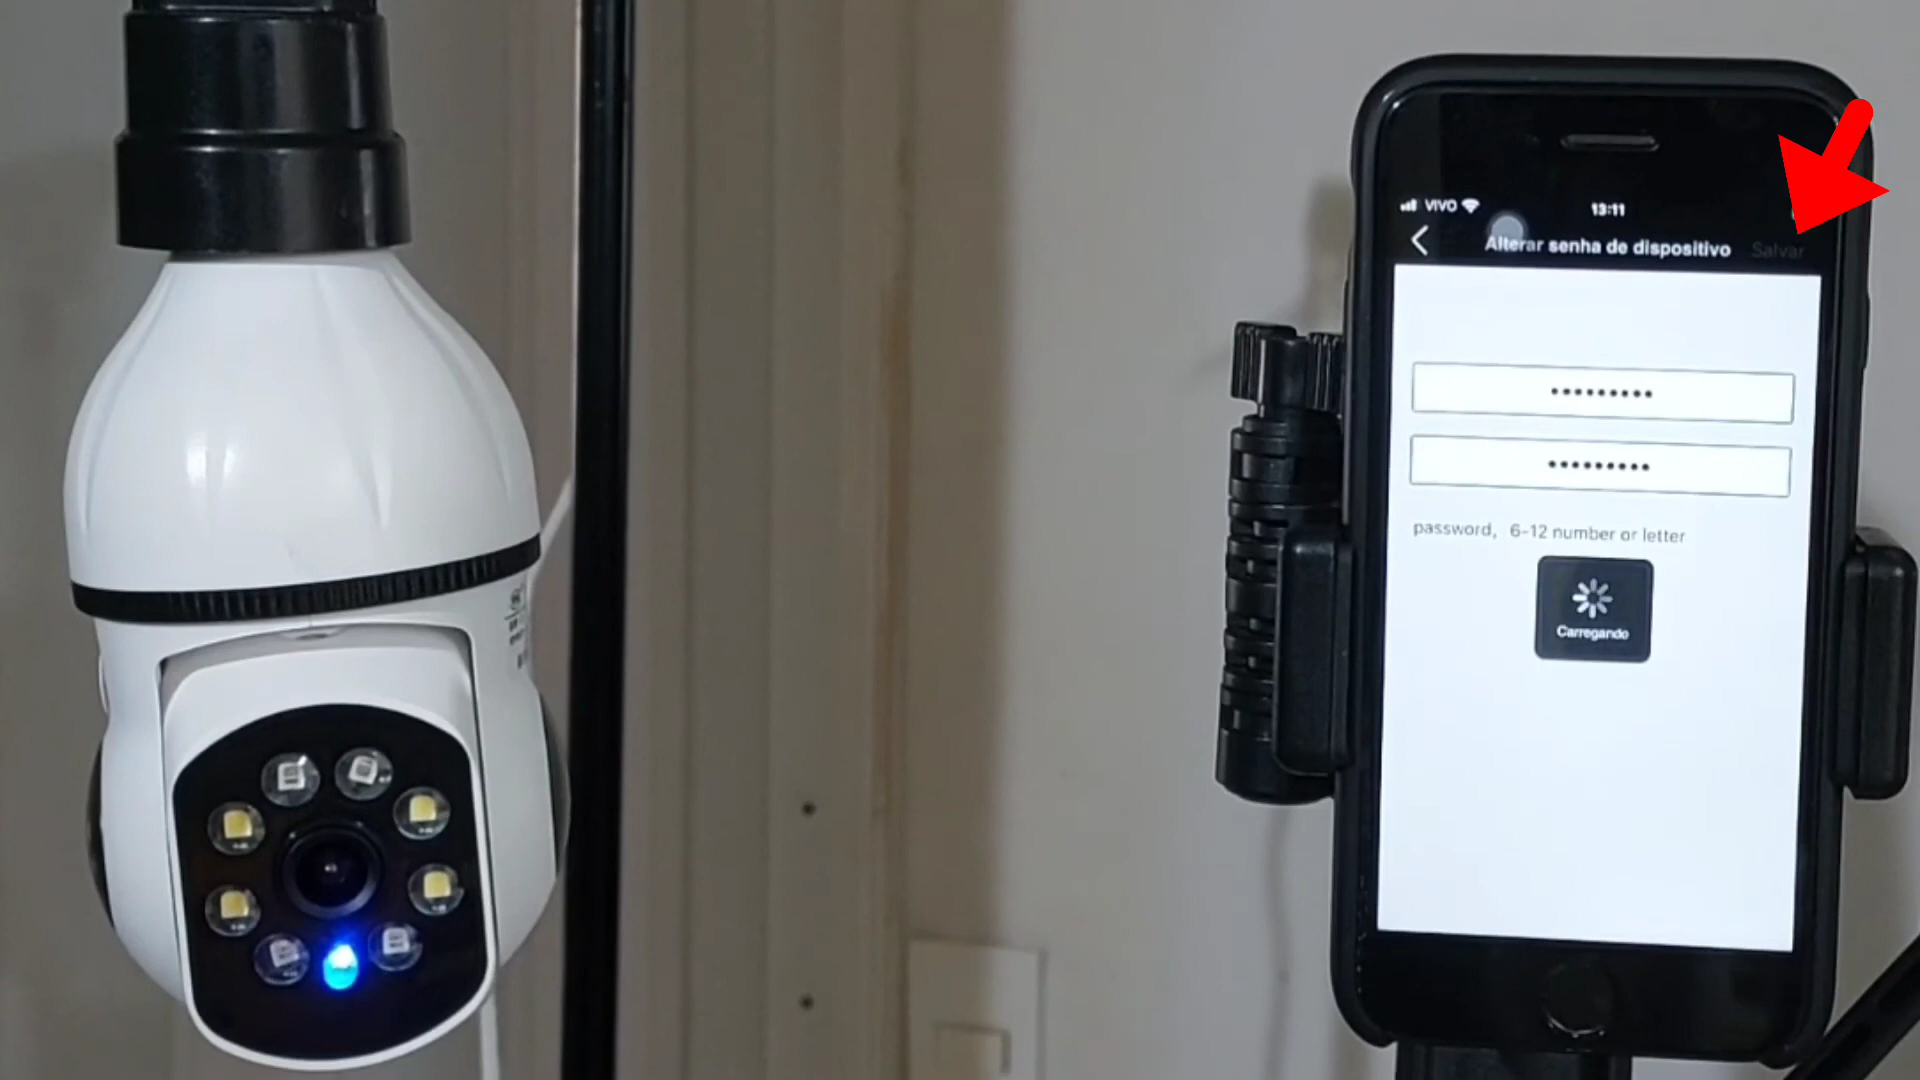 VIVO
13:11
Alterar senha de dispositivo
Salvar
•••••••••
•••••••••
password, 6-12 number or letter
Carregando